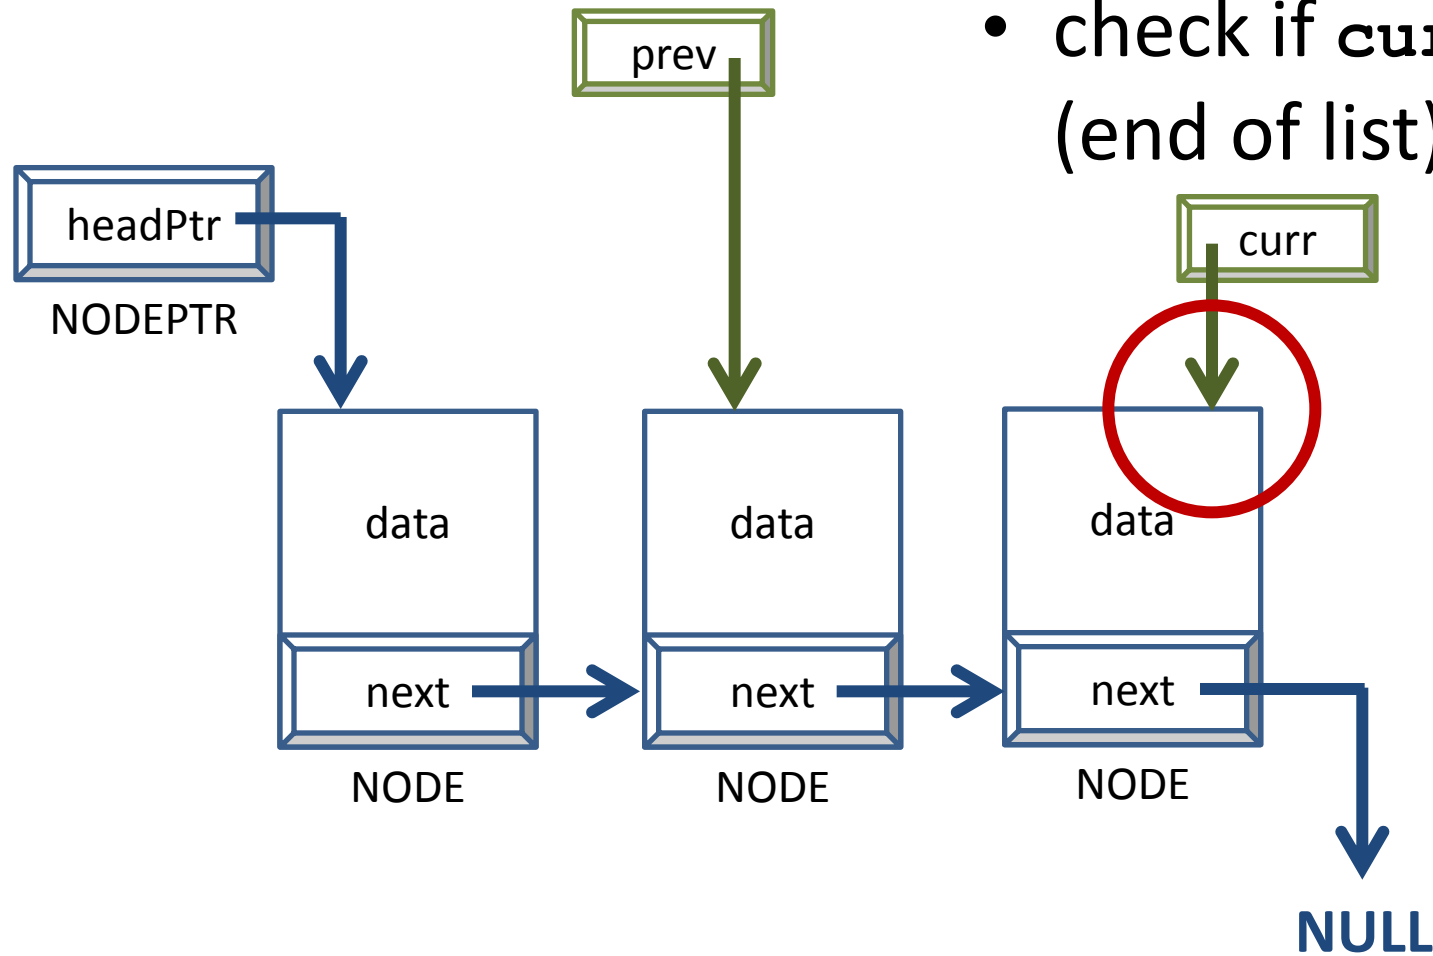 prev
• check if
(end of list)
headPtr
curr
NODEPTR
data
data
data
next
next
next
NODE
NODE
NODE
NULL